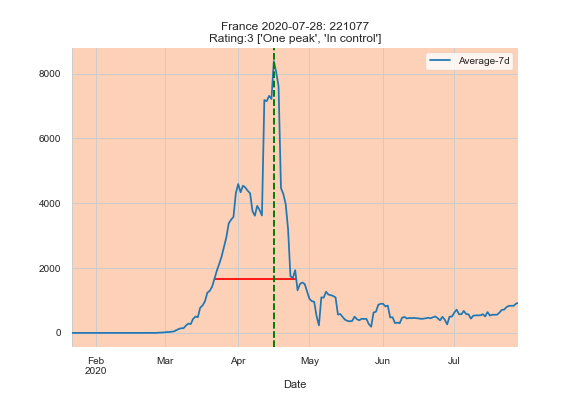 France 2020-07-28: 221077
Rating:3 ['One peak', 'In control']
Average-7d
8000
6000
4000
2000
0
Feb Mar Apr May Jun Jul
2020
Date